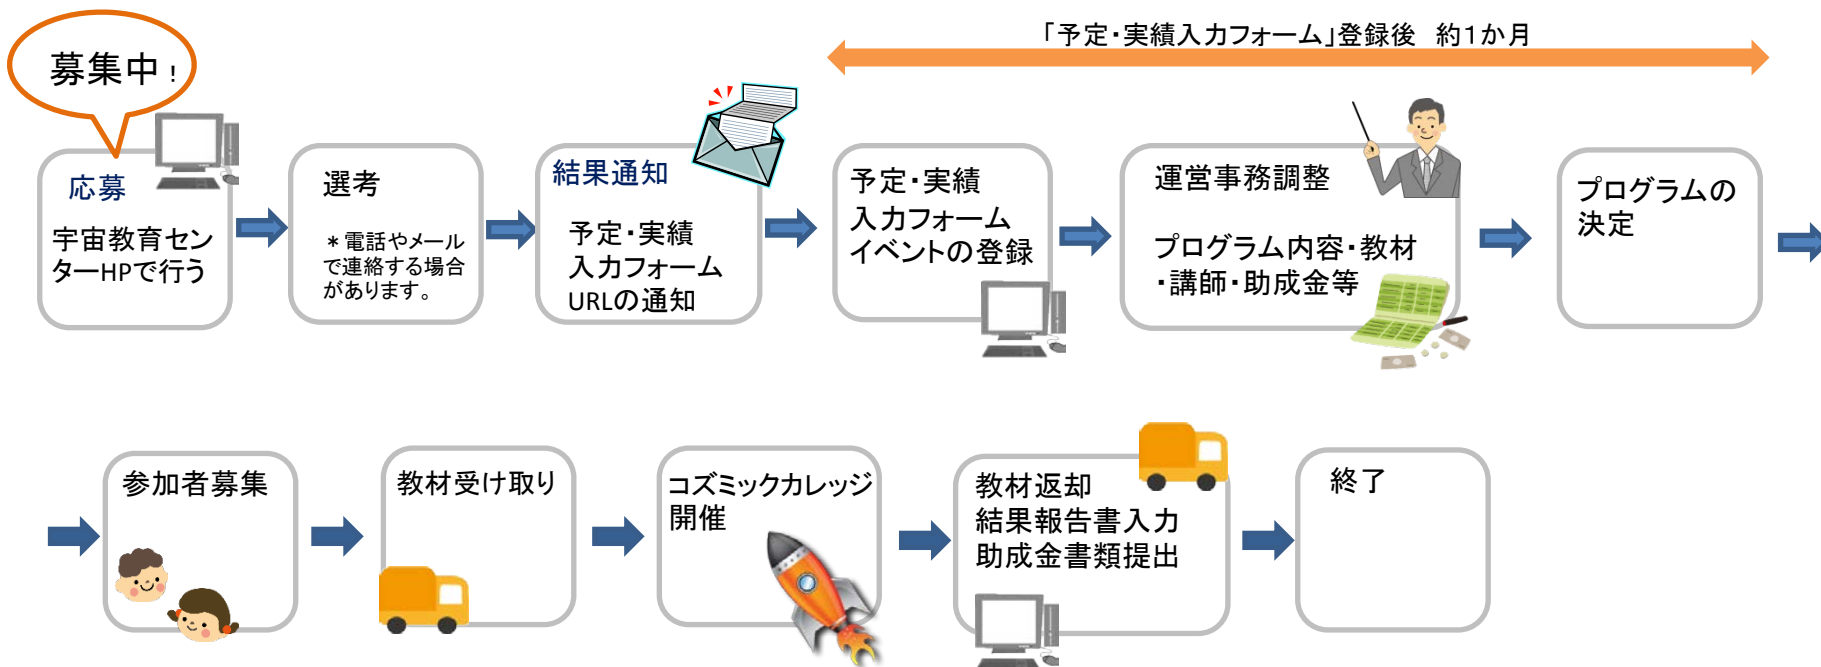 「予定・実績入力フォーム」登録後　約1か月
募集中！
応募
宇宙教育セン
ターHPで行う
選考
＊電話やメール
で連絡する場合
があります。
結果通知
予定・実績
入力フォーム
URLの通知
予定・実績
入力フォーム
イベントの登録
運営事務調整
プログラム内容・教材
・講師・助成金等
プログラムの
決定
参加者募集
教材受け取り
コズミックカレッジ
開催
教材返却
結果報告書入力
助成金書類提出
終了